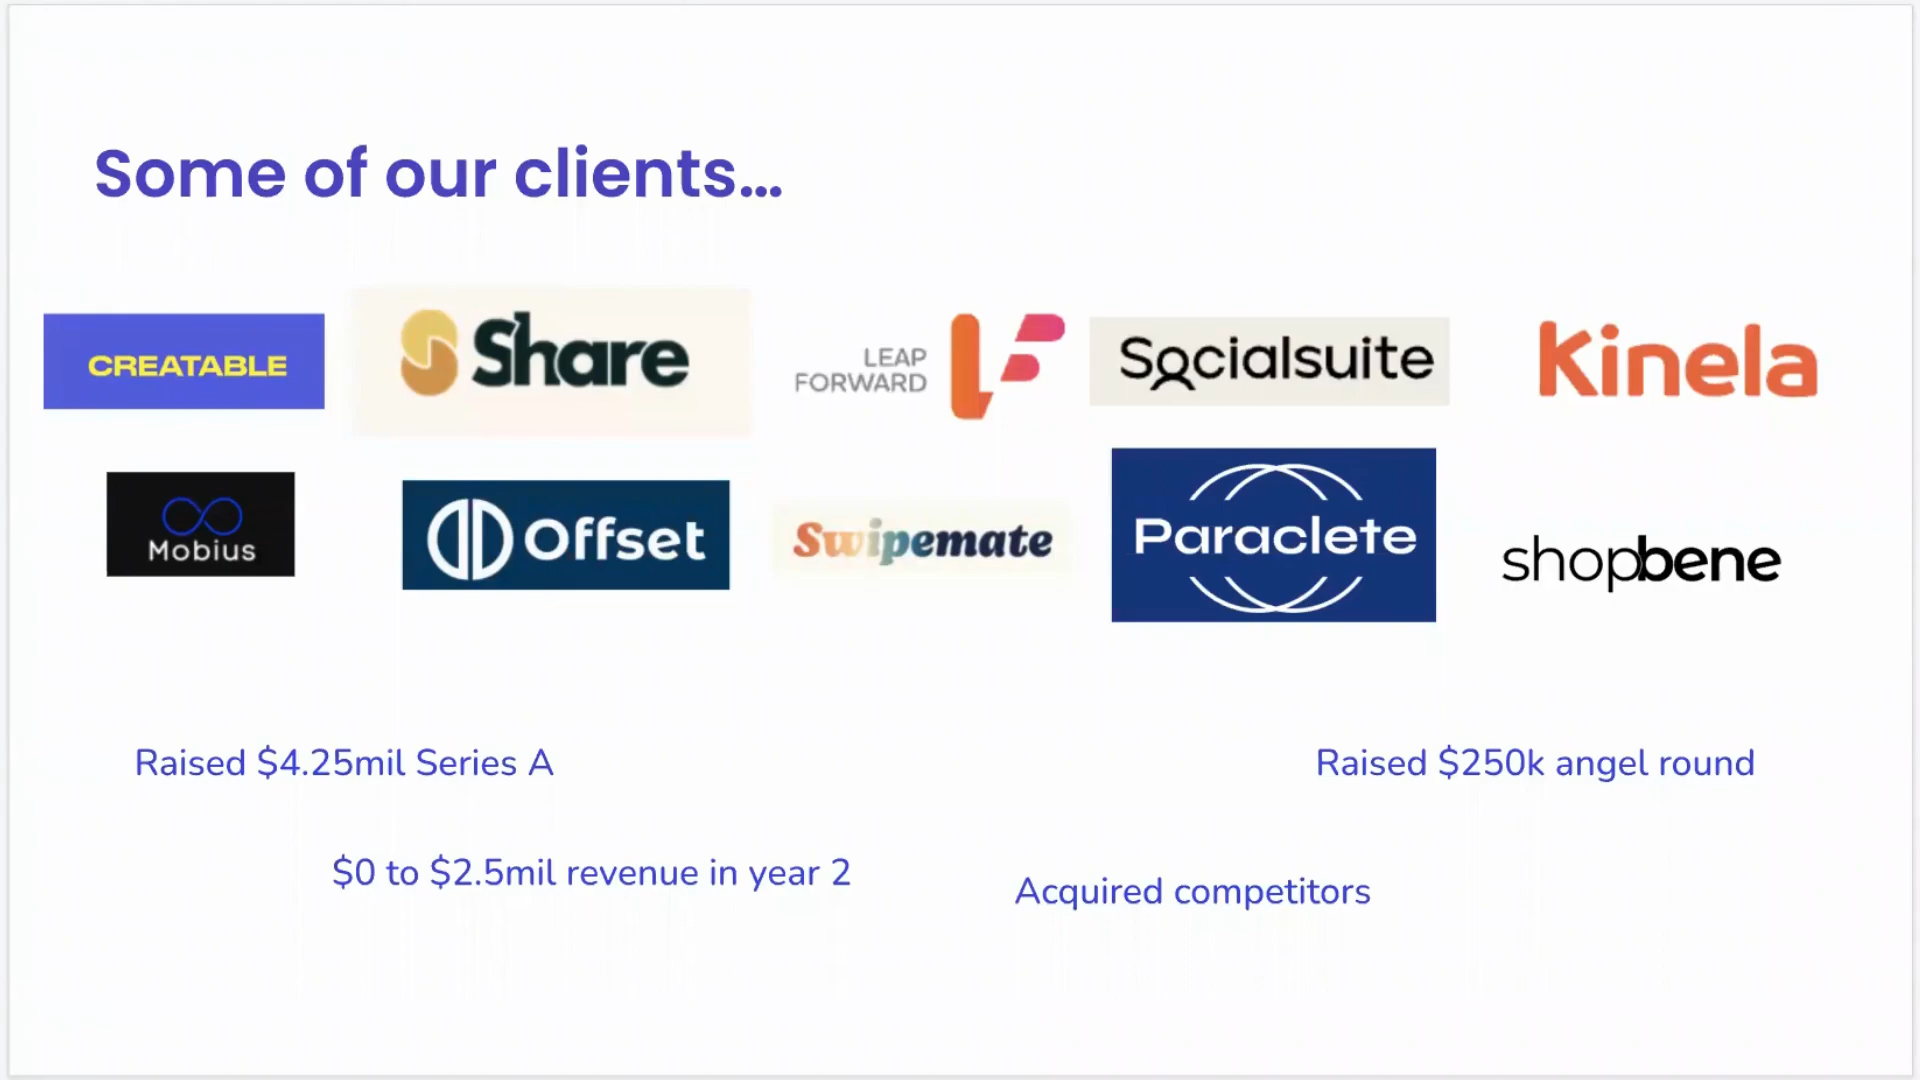 Some of our clients...
CREATABLE
Share
LEAP
FORWARD
Socialsuite
Kinela
Mobius
Offset
Swipemate
Paraclete
shopbene
Raised $4.25mil Series A
Raised $250k angel round
$0 to $2.5mil revenue in year 2
Acquired competitors